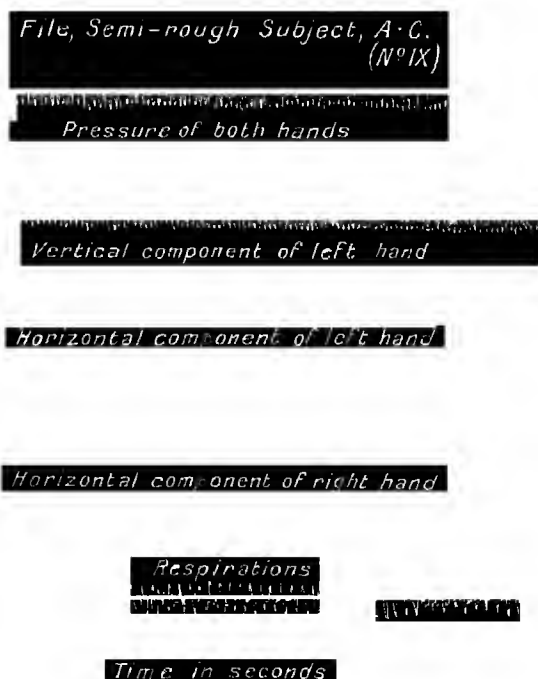 File, Semi-rough Subject, A·C.
(Nº IX)
Pressure of both hands
Vertical component of left hand
Horizontal component of left hand
Horizontal component of right hand
Respirations
Time in seconds